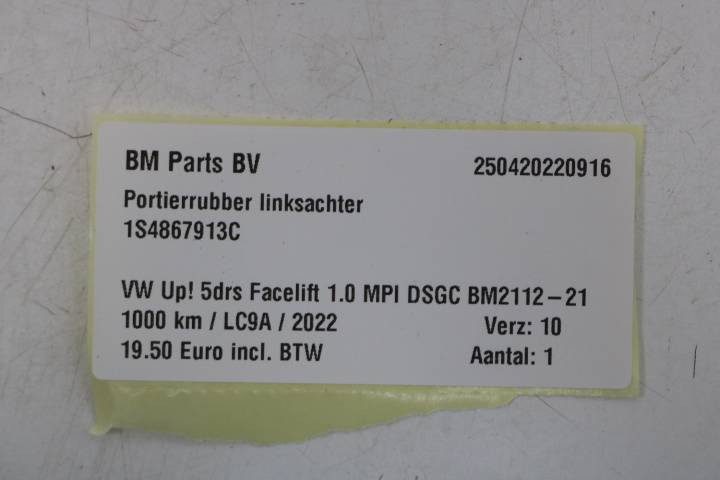 BM Parts BV 250420220916
Portierrubber linksachter
1S4867913C
VW Up! 5drs Facelift 1.0 MPI DSGC BM2112-21
1000 km / LC9A / 2022 Verz: 10
19.50 Euro incl. BTW Aantal: 1